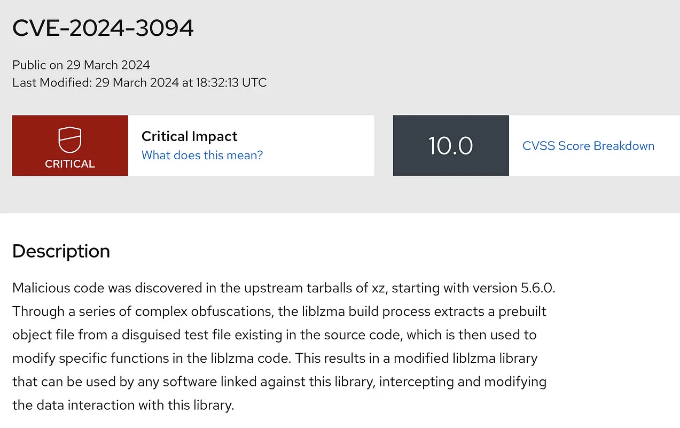 CVE-2024-3094
Public on 29 March 2024
Last Modified: 29 March 2024 at 18:32:13 UTC
CRITICAL
Critical Impact
What does this mean?
10.0
CVSS Score Breakdown
Description
Malicious code was discovered in the upstream tarballs of xz, starting with version 5.6.0.
Through a series of complex obfuscations, the liblzma build process extracts a prebuilt
object file from a disguised test file existing in the source code, which is then used to
modify specific functions in the liblzma code. This results in a modified liblzma library
that can be used by any software linked against this library, intercepting and modifying
the data interaction with this library.